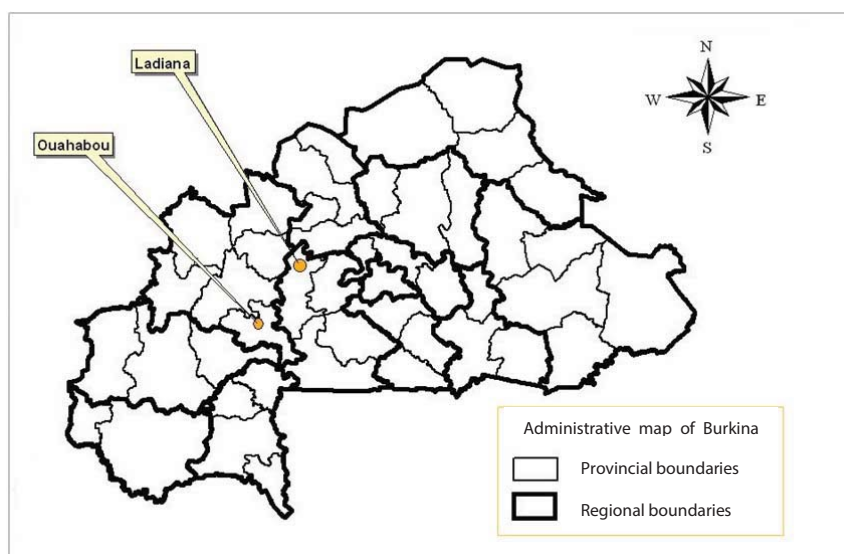 Ladiana
Ouahabou
N
W E
S
Administrative map of Burkina
Provincial boundaries
Regional boundaries